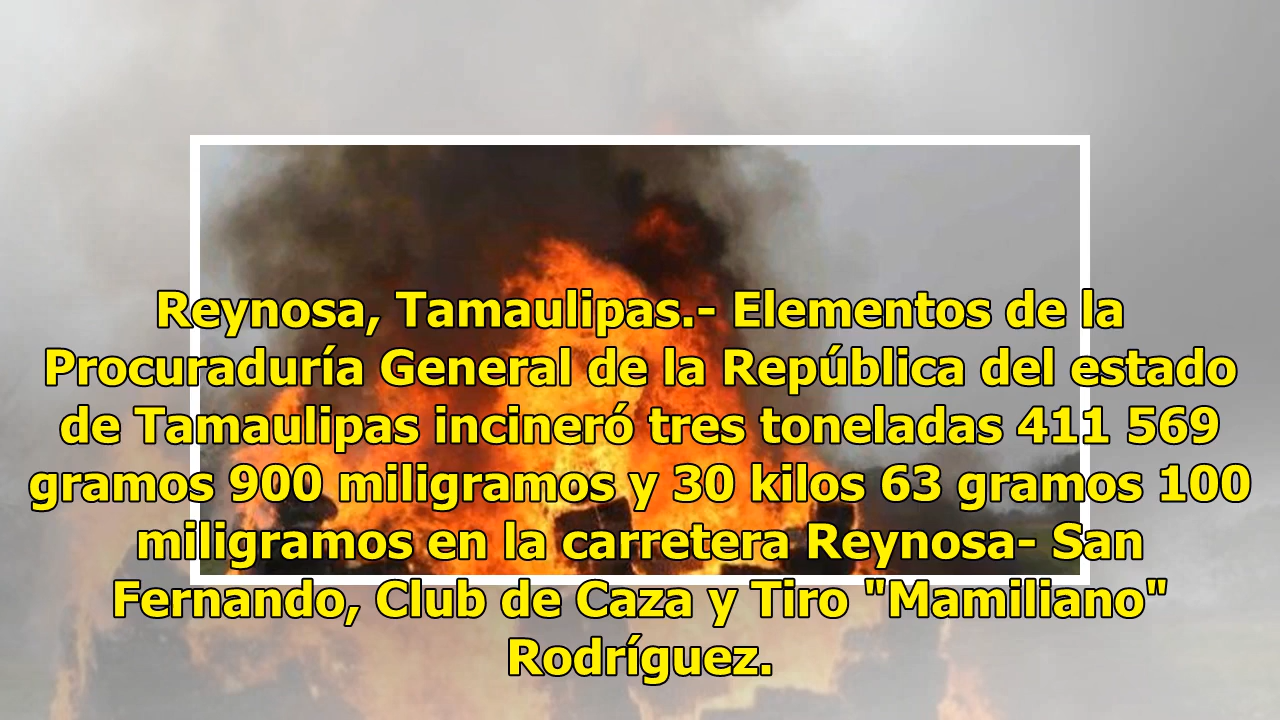 Reynosa, Tamaulipas.- Elementos de la
Procuraduría General de la República del estado
de Tamaulipas incineró tres toneladas 411 569
gramos 900 miligramos y 30 kilos 63 gramos 100
miligramos en la carretera Reynosa- San
Fernando, Club de Caza y Tiro "Mamiliano"
Rodríguez.